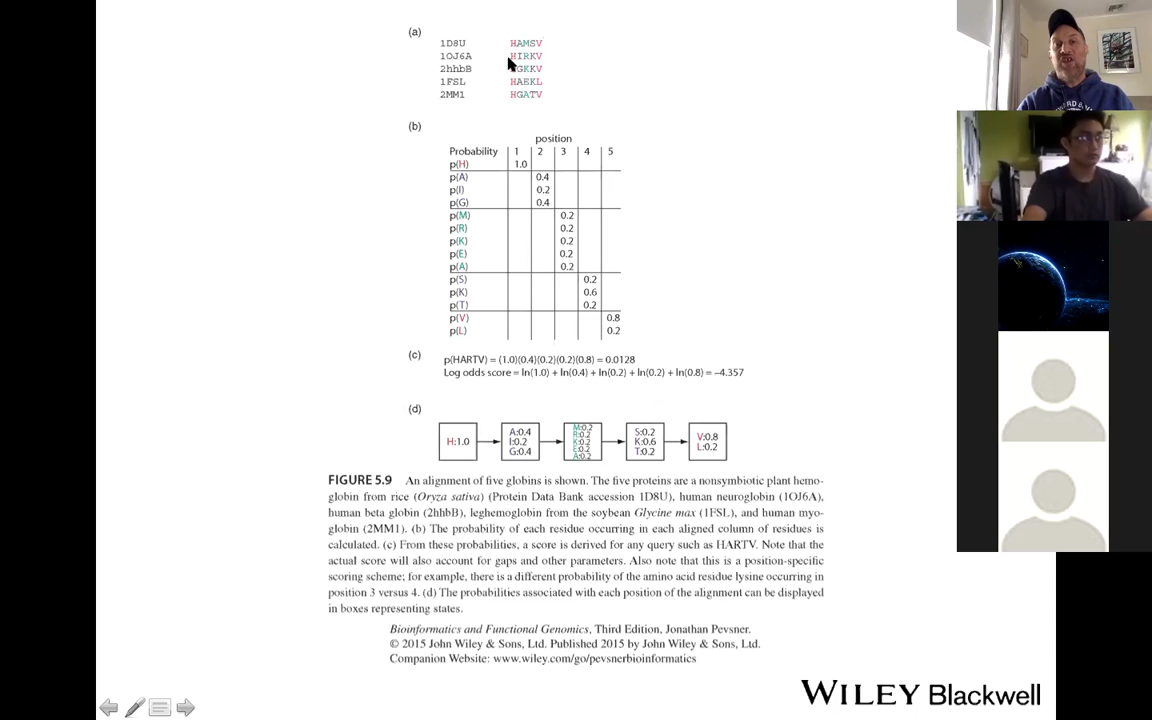 (a)
1D8U HAMSV
1OJ6A HIRKV
2hhbB GKKV
1FSL HAEKL
2MM1 HGATV
(b)
position
Probability 1 2 3 4 5
p(H) 1.0
p(A) 0.4
p(I) 0.2
p(G) 0.4
p(M) 0.2
p(R) 0.2
p(K) 0.2
p(E) 0.2
p(A) 0.2
p(S) 0.2
p(K) 0.6
p(T) 0.2
p(V) 0.8
p(L) 0.2
(c)
p(HARTV) = (1.0)(0.4)(0.2)(0.2)(0.8) = 0.0128
Log odds score = ln(1.0) + ln(0.4) + ln(0.2) + ln(0.2) + ln(0.8) = −4.357
(d)
H:1.0
A:0.4
I:0.2
G:0.4
M:0.2
R:0.2
K:0.2
E:0.2
A:0.2
S:0.2
K:0.6
T:0.2
V:0.8
L:0.2
FIGURE 5.9 An alignment of five globins is shown. The five proteins are a nonsymbiotic plant hemo-
globin from rice (Oryza sativa) (Protein Data Bank accession 1D8U), human neuroglobin (1OJ6A),
human beta globin (2hhbB), leghemoglobin from the soybean Glycine max (1FSL), and human myo-
globin (2MM1). (b) The probability of each residue occurring in each aligned column of residues is
calculated. (c) From these probabilities, a score is derived for any query such as HARTV. Note that the
actual score will also account for gaps and other parameters. Also note that this is a position-specific
scoring scheme; for example, there is a different probability of the amino acid residue lysine occurring in
position 3 versus 4. (d) The probabilities associated with each position of the alignment can be displayed
in boxes representing states.
Bioinformatics and Functional Genomics, Third Edition, Jonathan Pevsner.
© 2015 John Wiley & Sons, Ltd. Published 2015 by John Wiley & Sons, Ltd.
Companion Website: www.wiley.com/go/pevsnerbioinformatics
WILEY Blackwell